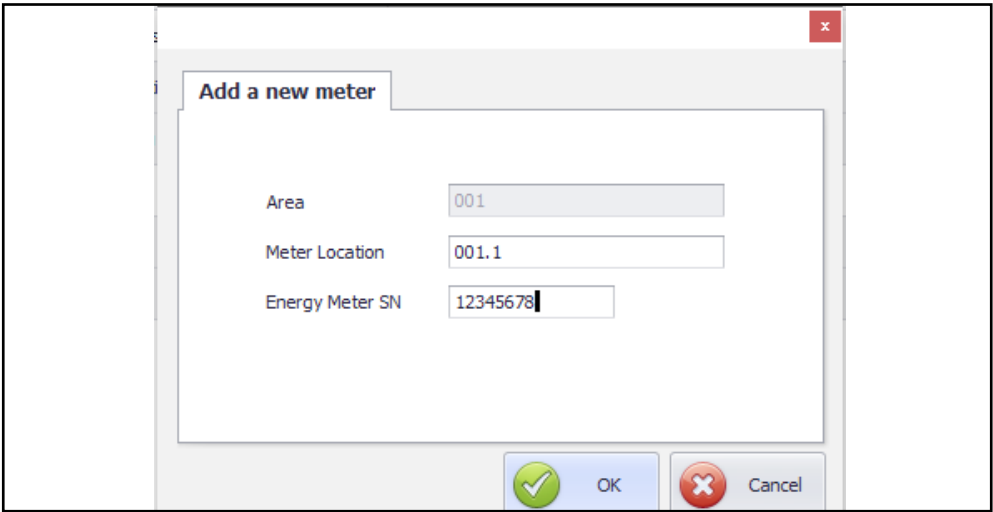 x
Add a new meter
Area 001
Meter Location 001.1
Energy Meter SN 12345678
OK Cancel